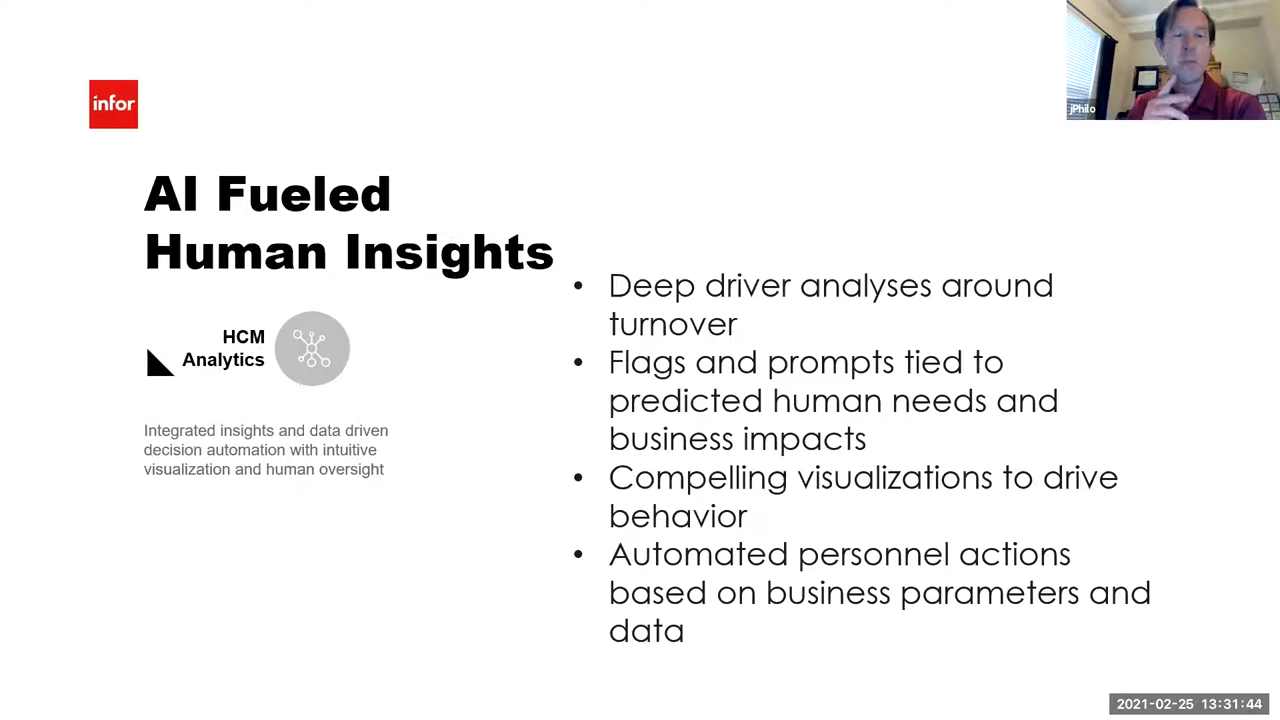 infor
jPhilo
AI Fueled
Human Insights
HCM
Analytics
Integrated insights and data driven
decision automation with intuitive
visualization and human oversight
• Deep driver analyses around
turnover
• Flags and prompts tied to
predicted human needs and
business impacts
• Compelling visualizations to drive
behavior
• Automated personnel actions
based on business parameters and
data
2021-02-25 13:31:44